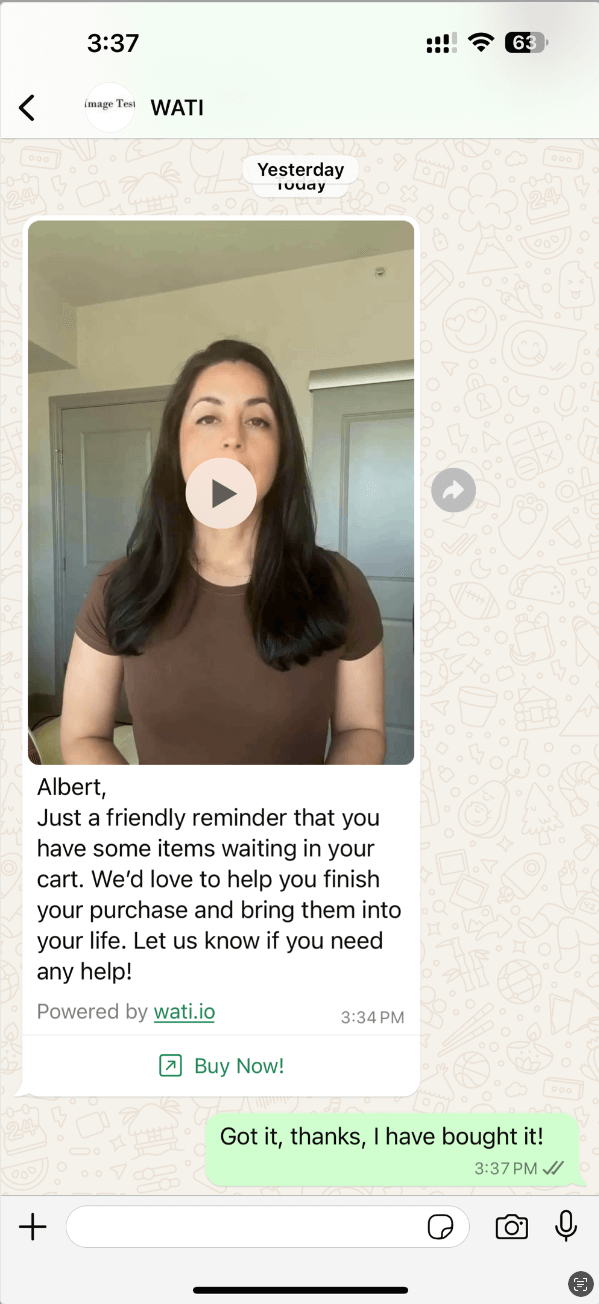 3:37
63
image Test
WATI
Yesterday
Today
Albert,
Just a friendly reminder that you
have some items waiting in your
cart. We’d love to help you finish
your purchase and bring them into
your life. Let us know if you need
any help!
Powered by wati.io
3:34 PM
Buy Now!
Got it, thanks, I have bought it!
3:37 PM